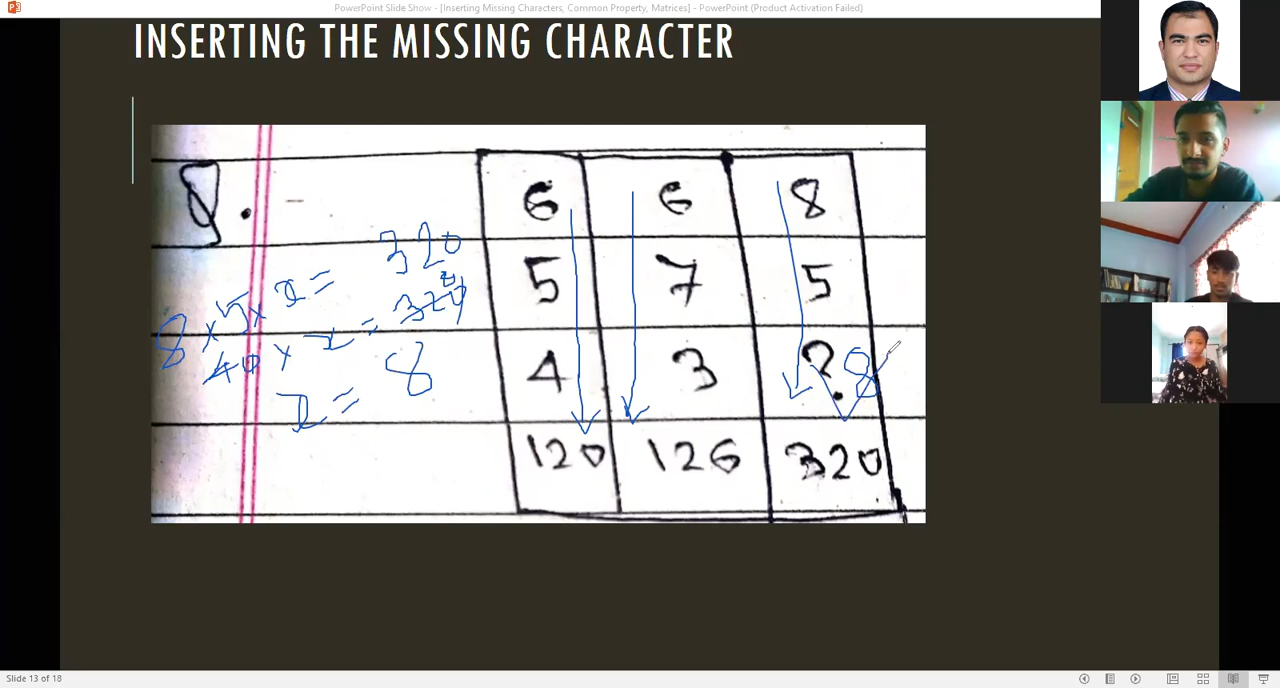 PowerPoint Slide Show - [Inserting Missing Characters, Common Property, Matrices] - PowerPoint (Product Activation Failed)
INSERTING THE MISSING CHARACTER
6 6 8
5 7 5
4 3 ? 8
120 126 320
8 × 5 × x = 320
40 × x = 320
x = 8
Slide 13 of 18